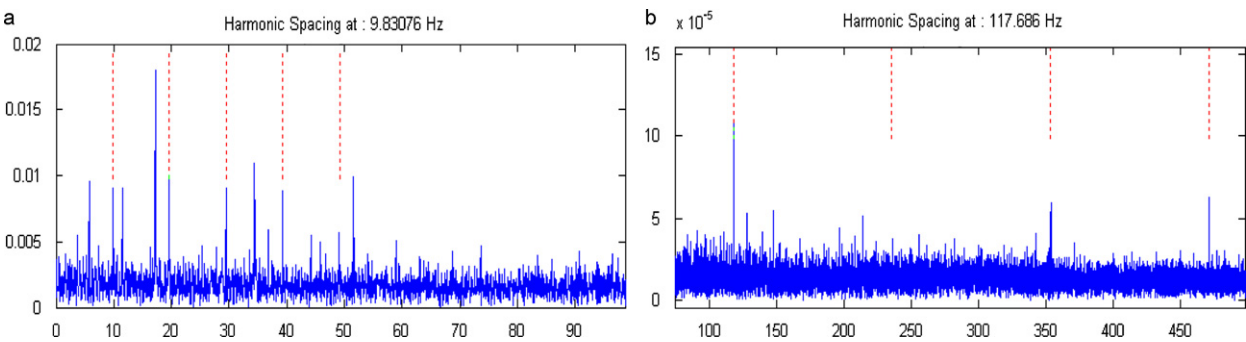 a
Harmonic Spacing at : 9.83076 Hz
0.02
0.015
0.01
0.005
0
0 10 20 30 40 50 60 70 80 90
b
x 10-5
Harmonic Spacing at : 117.686 Hz
15
10
5
0
100 150 200 250 300 350 400 450